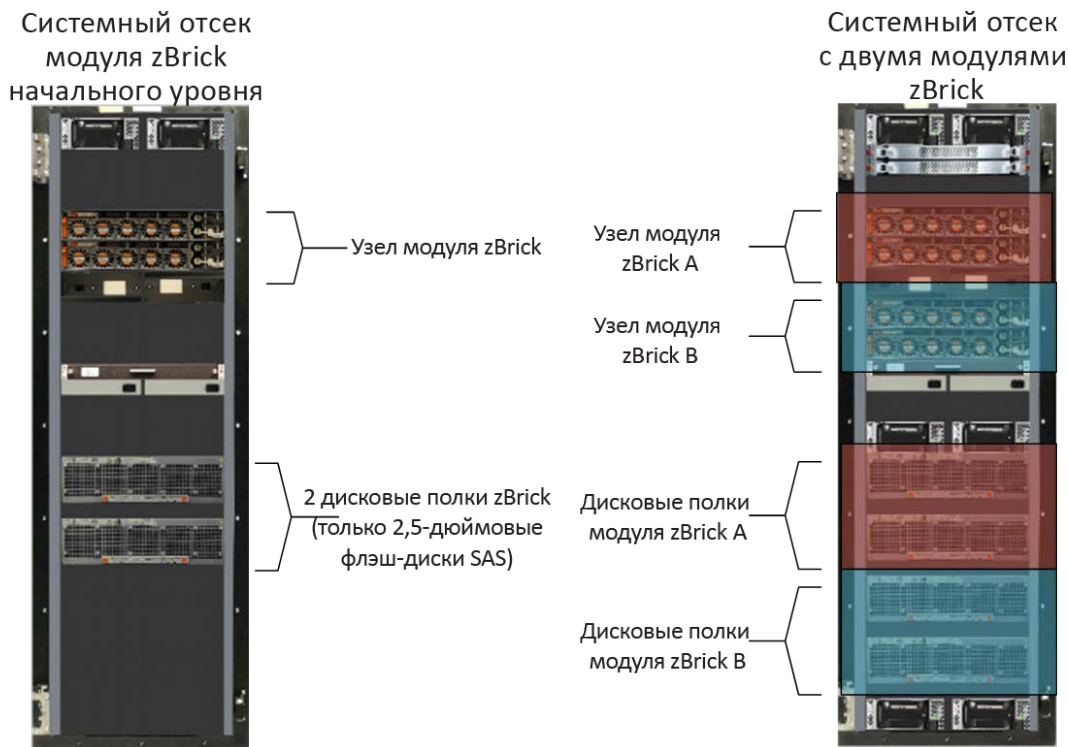 Системный отсек
модуля zBrick
начального уровня
Системный отсек
с двумя модулями
zBrick
Узел модуля zBrick
Узел модуля
zBrick A
Узел модуля
zBrick B
2 дисковые полки zBrick
(только 2,5-дюймовые
флэш-диски SAS)
Дисковые полки
модуля zBrick A
Дисковые полки
модуля zBrick B